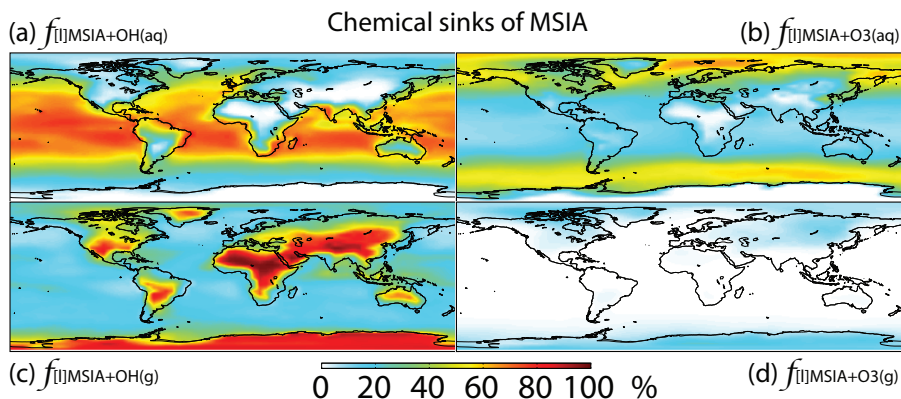 Chemical sinks of MSIA
(a) f[l]MSIA+OH(aq)
(b) f[l]MSIA+O3(aq)
(c) f[l]MSIA+OH(g)
0 20 40 60 80 100 %
(d) f[l]MSIA+O3(g)